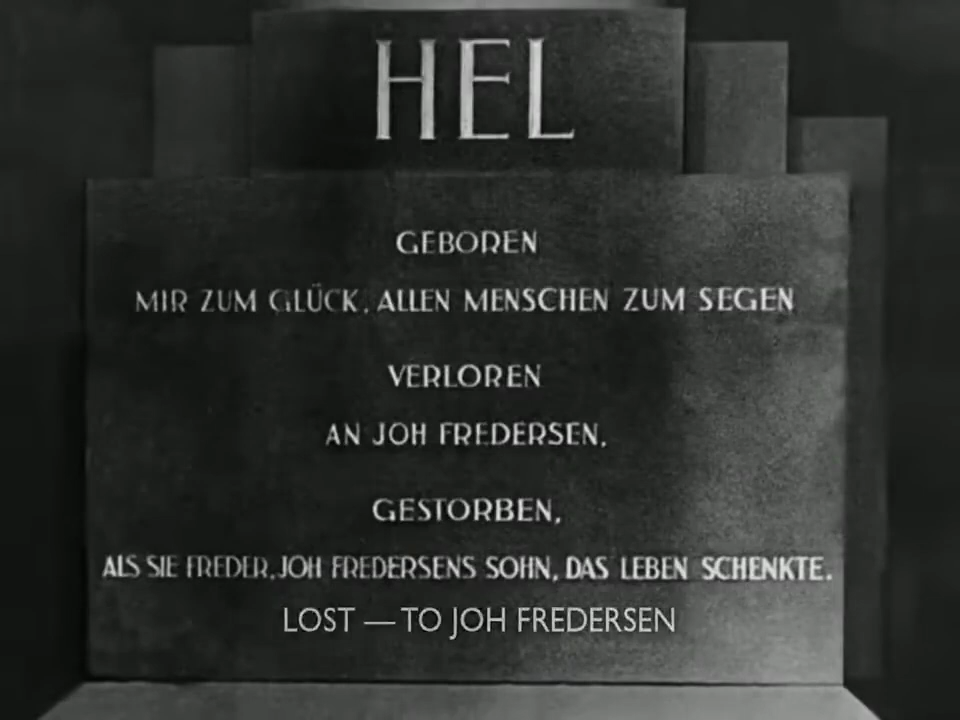 HEL
GEBOREN
MIR ZUM GLÜCK, ALLEN MENSCHEN ZUM SEGEN
VERLOREN
AN JOH FREDERSEN,
GESTORBEN,
ALS SIE FREDER, JOH FREDERSENS SOHN, DAS LEBEN SCHENKTE.
LOST — TO JOH FREDERSEN